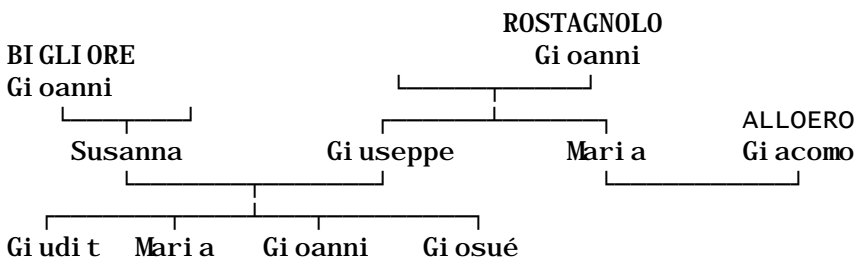 ROSTAGNOLO
BIGLIORE Gioanni
Gioanni
ALLOERO
Susanna Giuseppe Maria Giacomo
Giudit Maria Gioanni Giosué